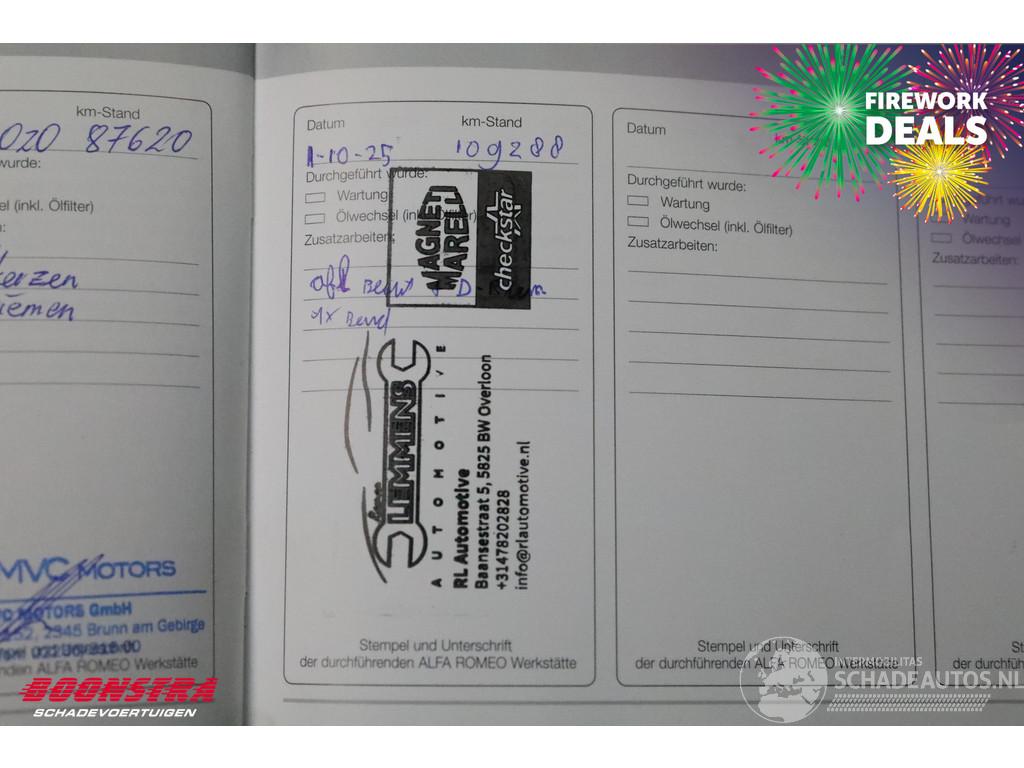 FIREWORK
DEALS
km-Stand
020 87620
wurde:
el (inkl. Ölfilter)
n:
erzen
iemen
MVC MOTORS
MOTORS GmbH
2345 Brunn am Gebirge
nden ALFA ROMEO Werkstätte
Datum km-Stand
1-10-25 109288
Durchgeführt wurde:
Wartung
Ölwechsel (inkl. Ölfilter)
Zusatzarbeiten:
1x Band
MAGNETI
MARELLI
checkstar
LEMMENS
AUTOMOTIVE
RL Automotive
Baansestraat 5, 5825 BW Overloon
+31478202828
info@rlautomotive.nl
Stempel und Unterschrift
der durchführenden ALFA ROMEO Werkstätte
Datum
Durchgeführt wurde:
Wartung
Ölwechsel (inkl. Ölfilter)
Zusatzarbeiten:
Stempel und Unterschrift
der durchführenden ALFA ROMEO Werkstätte
Wartung
Ölwechsel
Zusatzarbeiten:
BOONSTRA
SCHADEVOERTUIGEN
INTERMOBILITAS
SCHADEAUTOS.NL